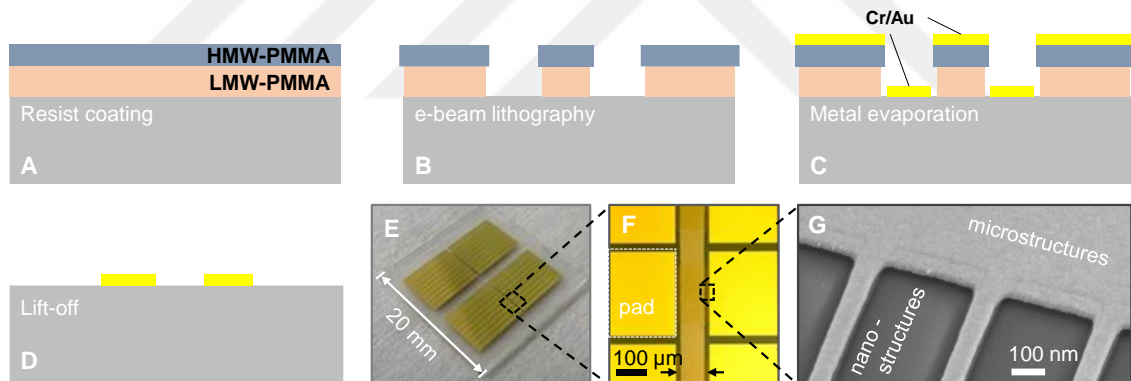 Cr/Au
HMW-PMMA
LMW-PMMA
Resist coating
A
e-beam lithography
B
Metal evaporation
C
Lift-off
D
E
20 mm
F
pad
100 µm
G
microstructures
nano-
structures
100 nm